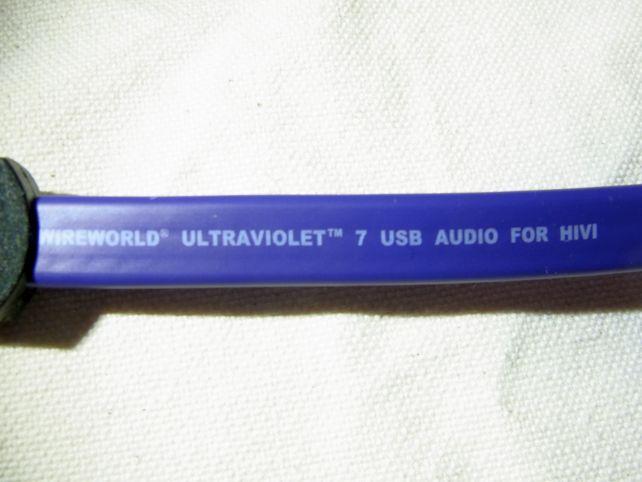 WIREWORLD® ULTRAVIOLET™ 7 USB AUDIO FOR HIVI